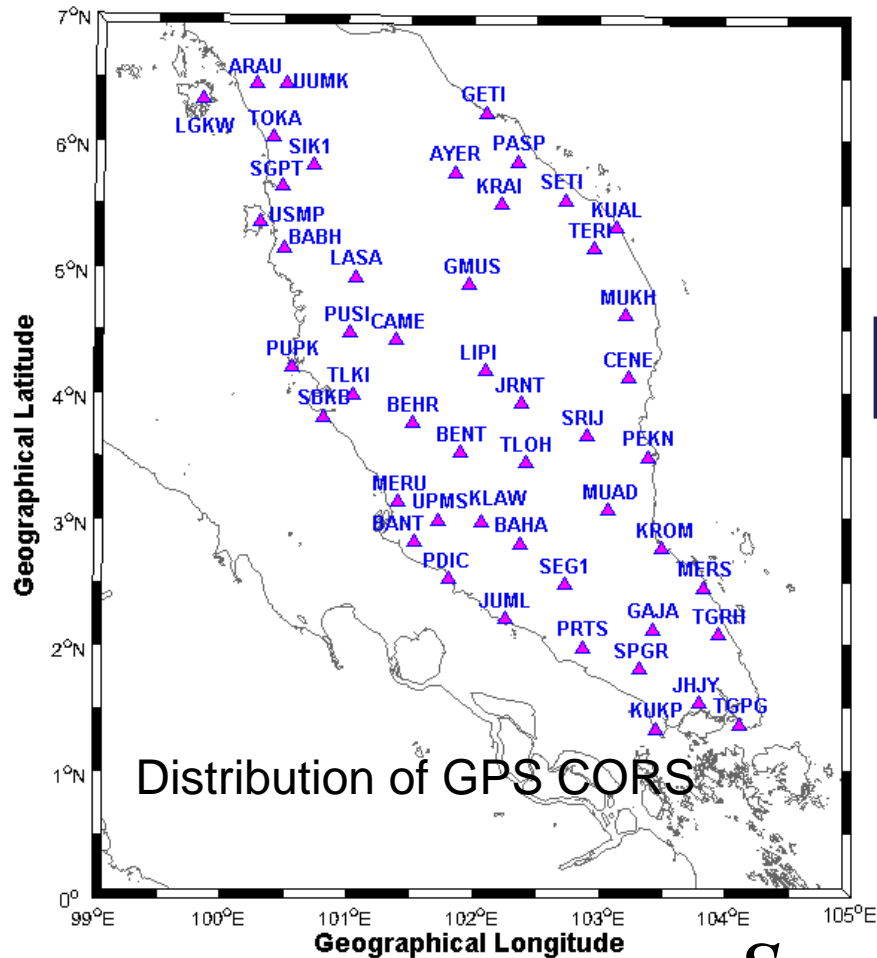 7°N
ARAU
UUMK
GETI
LGKW
TOKA
6°N
SIK1
AYER
PASP
SGPT
KRAI
SETI
USMP
KUAL
BABH
TERI
LASA
GMUS
5°N
MUKH
PUSI
CAME
PUPK
LIPI
CENE
TLKI
JRNT
4°N
SBKB
BEHR
SRIJ
BENT
TLOH
PEKN
MERU
UPMS
KLAW
MUAD
3°N
BANT
BAHA
KROM
PDIC
SEG1
MERS
JUML
GAJA
TGRH
2°N
PRTS
SPGR
JHJY
TGPG
KUKP
1°N
Distribution of GPS CORS
0°
99°E
100°E
101°E
102°E
103°E
104°E
105°E
Geographical Longitude
Geographical Latitude